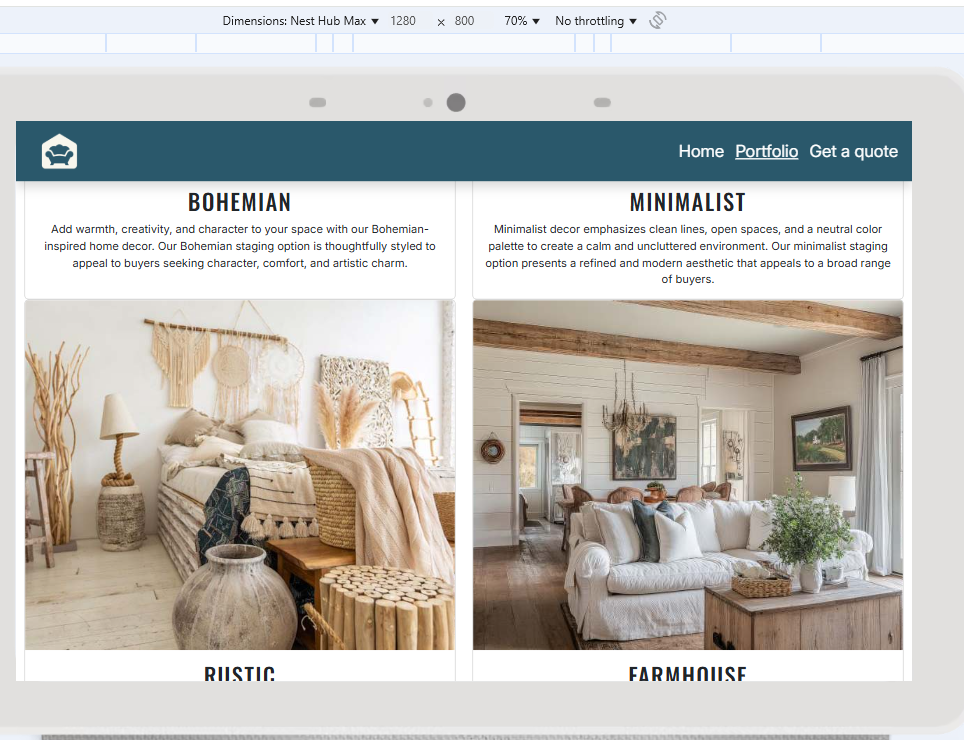 Dimensions: Nest Hub Max ▼ 1280 × 800 70% ▼ No throttling ▼
Home Portfolio Get a quote
BOHEMIAN
Add warmth, creativity, and character to your space with our Bohemian-
inspired home decor. Our Bohemian staging option is thoughtfully styled to
appeal to buyers seeking character, comfort, and artistic charm.
MINIMALIST
Minimalist decor emphasizes clean lines, open spaces, and a neutral color
palette to create a calm and uncluttered environment. Our minimalist staging
option presents a refined and modern aesthetic that appeals to a broad range
of buyers.
RUSTIC
FARMHOUSE